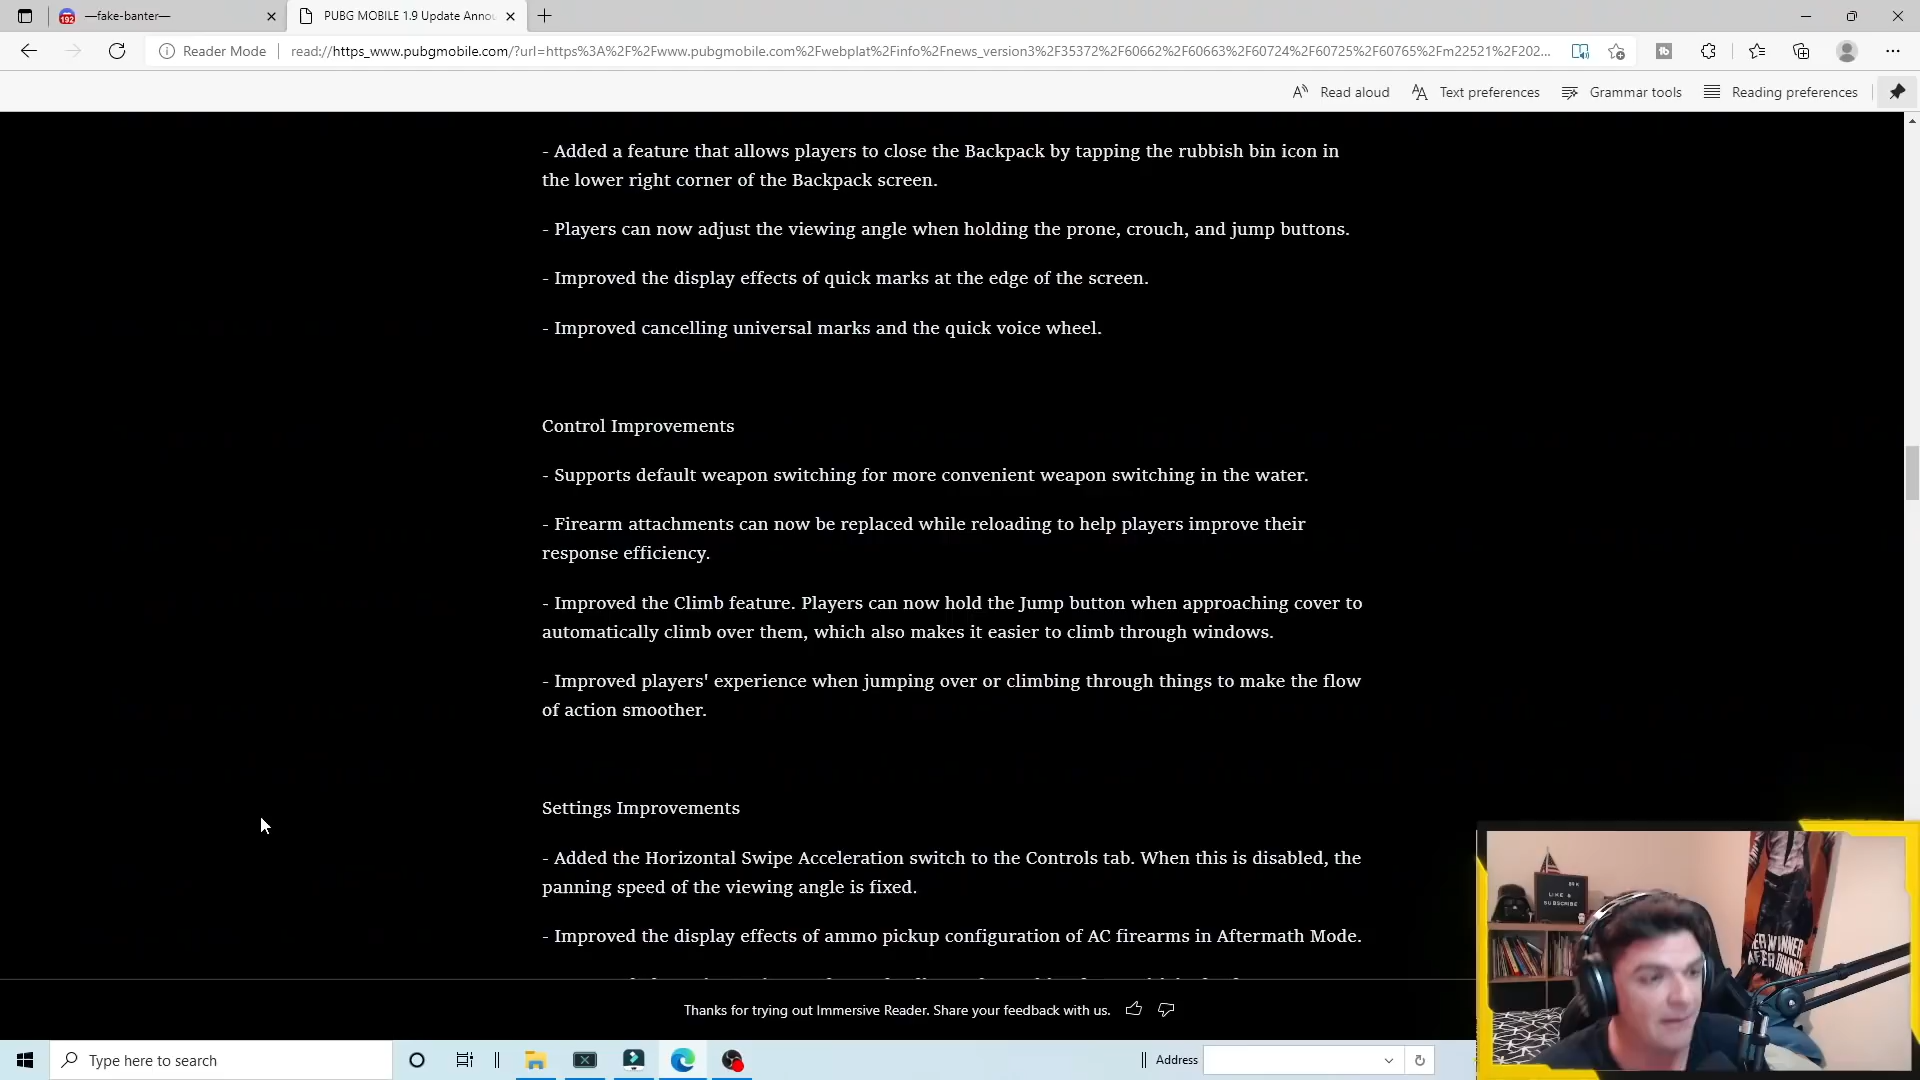 192
—fake-banter—
PUBG MOBILE 1.9 Update Annou
Reader Mode
read://https_www.pubgmobile.com/?url=https%3A%2F%2Fwww.pubgmobile.com%2Fwebplat%2Finfo%2Fnews_version3%2F35372%2F60662%2F60663%2F60724%2F60725%2F60765%2Fm22521%2F202...
Read aloud
Text preferences
Grammar tools
Reading preferences
- Added a feature that allows players to close the Backpack by tapping the rubbish bin icon in
the lower right corner of the Backpack screen.
- Players can now adjust the viewing angle when holding the prone, crouch, and jump buttons.
- Improved the display effects of quick marks at the edge of the screen.
- Improved cancelling universal marks and the quick voice wheel.
Control Improvements
- Supports default weapon switching for more convenient weapon switching in the water.
- Firearm attachments can now be replaced while reloading to help players improve their
response efficiency.
- Improved the Climb feature. Players can now hold the Jump button when approaching cover to
automatically climb over them, which also makes it easier to climb through windows.
- Improved players' experience when jumping over or climbing through things to make the flow
of action smoother.
Settings Improvements
- Added the Horizontal Swipe Acceleration switch to the Controls tab. When this is disabled, the
panning speed of the viewing angle is fixed.
- Improved the display effects of ammo pickup configuration of AC firearms in Aftermath Mode.
LIKE &
SUBSCRIBE
AFTER DINNER
Thanks for trying out Immersive Reader. Share your feedback with us.
Type here to search
Address